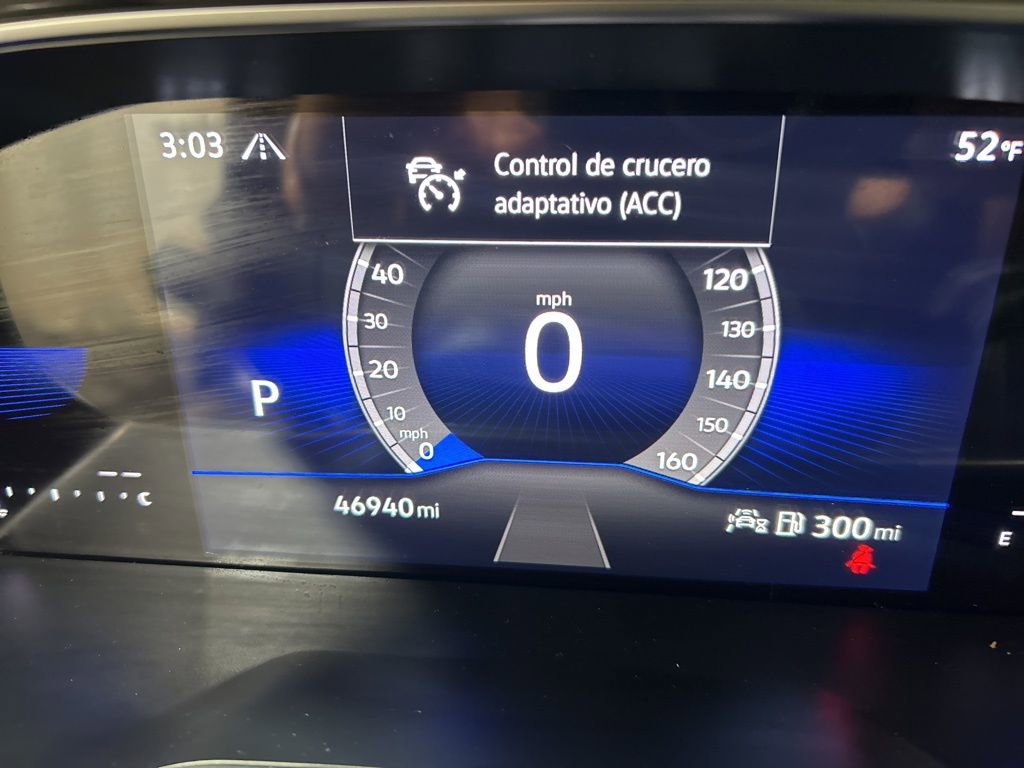 3:03
52°F
Control de crucero
adaptativo (ACC)
40
120
mph
30
130
0
20
140
P
10
150
mph
0
160
46940 mi
300 mi
C
E